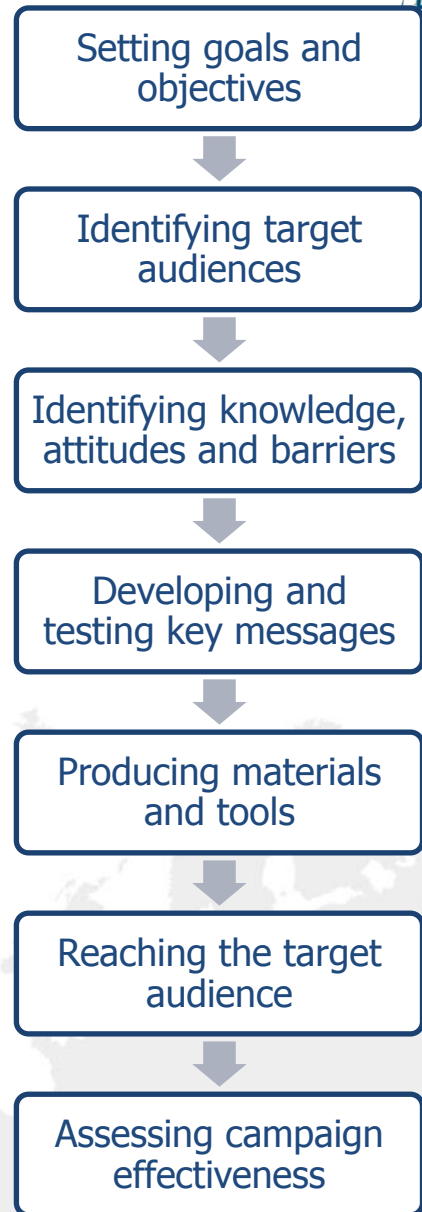 Setting goals and
objectives
Identifying target
audiences
Identifying knowledge,
attitudes and barriers
Developing and
testing key messages
Producing materials
and tools
Reaching the target
audience
Assessing campaign
effectiveness